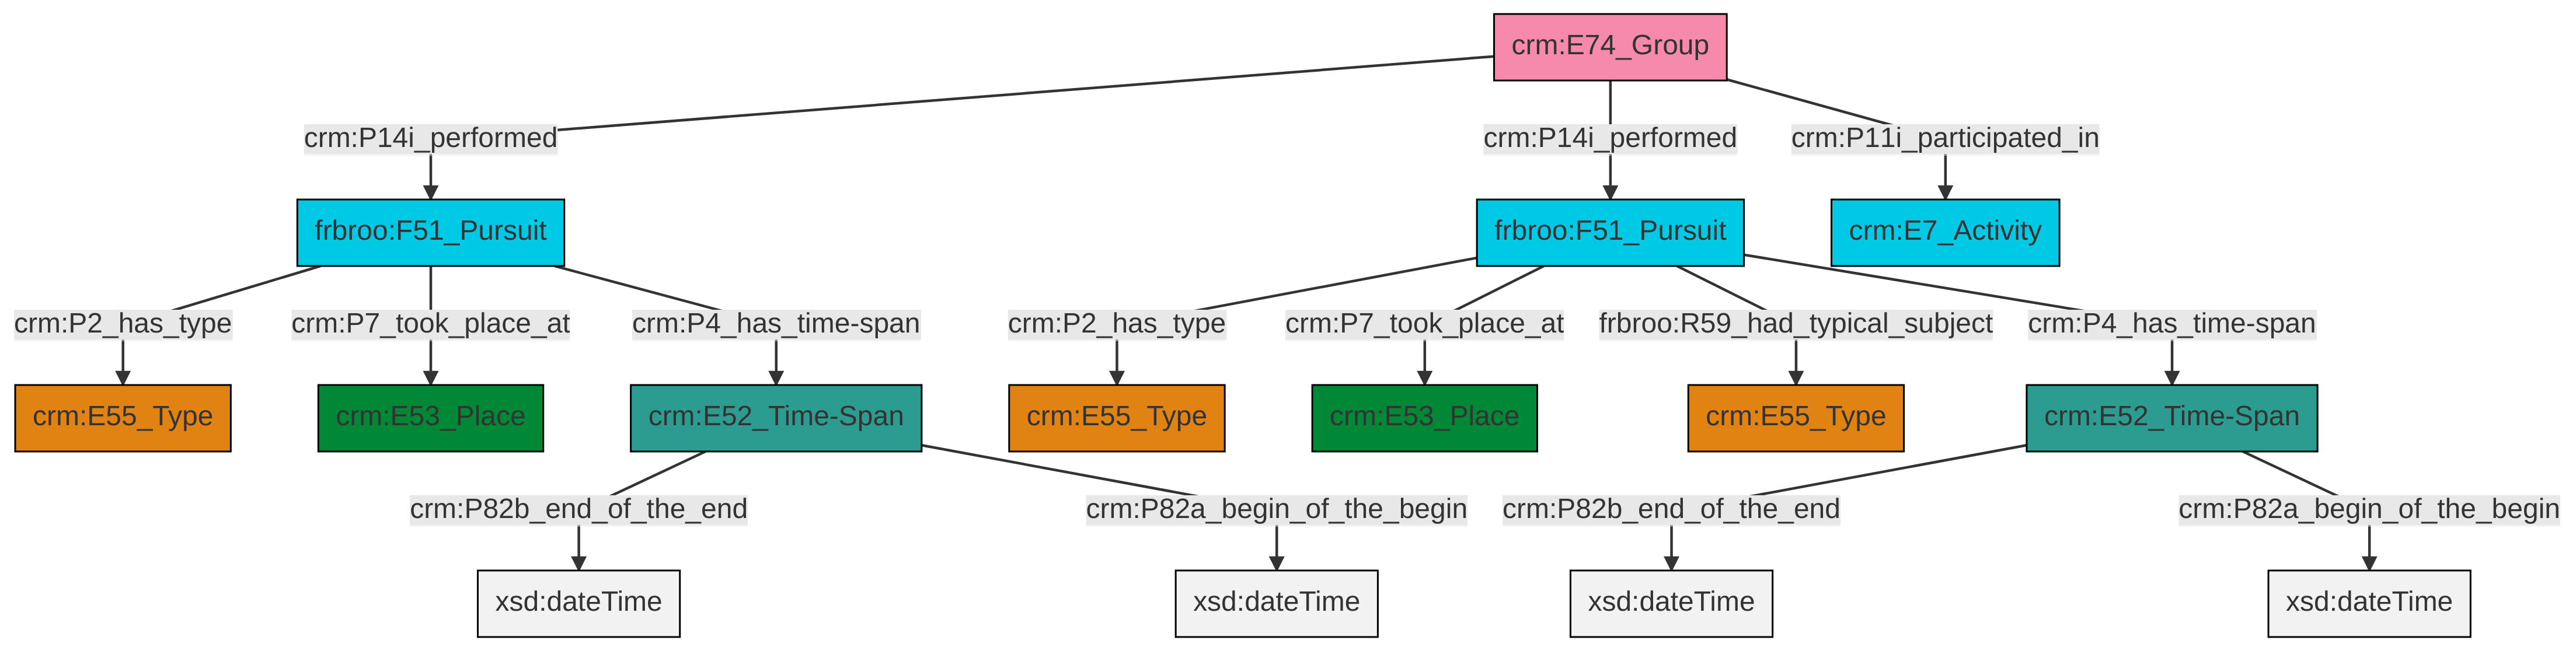 crm:E74_Group
crm:P14i_performed
crm:P14i_performed
crm:P11i_participated_in
frbroo:F51_Pursuit
frbroo:F51_Pursuit
crm:E7_Activity
crm:P2_has_type
crm:P7_took_place_at
crm:P4_has_time-span
crm:P2_has_type
crm:P7_took_place_at
frbroo:R59_had_typical_subject
crm:P4_has_time-span
crm:E55_Type
crm:E53_Place
crm:E52_Time-Span
crm:E55_Type
crm:E53_Place
crm:E55_Type
crm:E52_Time-Span
crm:P82b_end_of_the_end
crm:P82a_begin_of_the_begin
crm:P82b_end_of_the_end
crm:P82a_begin_of_the_begin
xsd:dateTime
xsd:dateTime
xsd:dateTime
xsd:dateTime